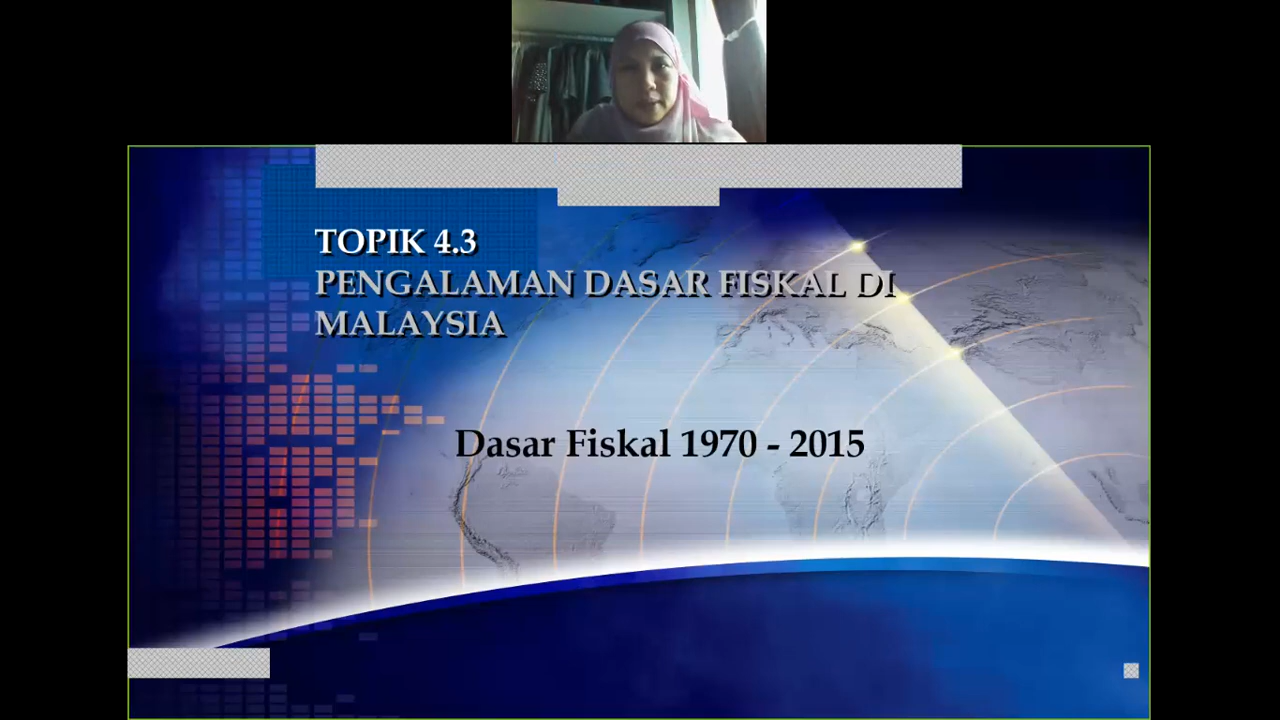 TOPIK 4.3
PENGALAMAN DASAR FISKAL DI
MALAYSIA
Dasar Fiskal 1970 - 2015